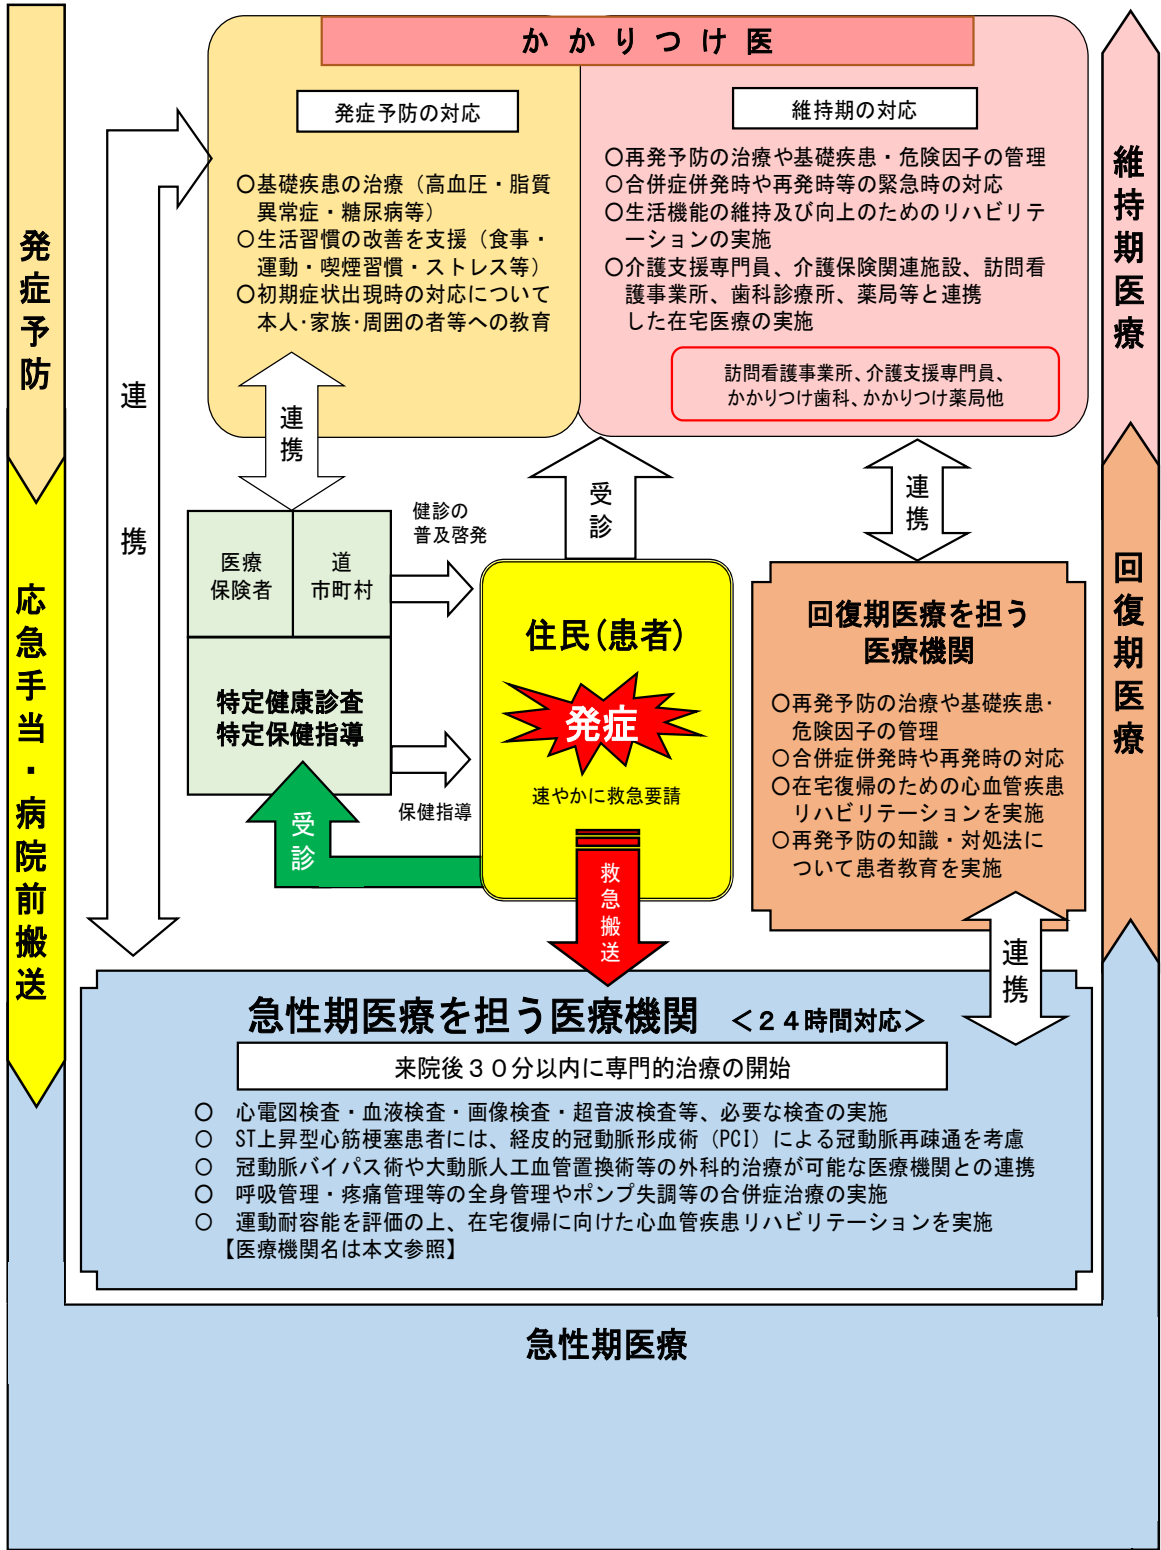 かかりつけ医
発症予防の対応
○基礎疾患の治療（高血圧・脂質
異常症・糖尿病等）
○生活習慣の改善を支援（食事・
運動・喫煙習慣・ストレス等）
○初期症状出現時の対応について
本人・家族・周囲の者等への教育
維持期の対応
○再発予防の治療や基礎疾患・危険因子の管理
○合併症併発時や再発時等の緊急時の対応
○生活機能の維持及び向上のためのリハビリテ
ーションの実施
○介護支援専門員、介護保険関連施設、訪問看
護事業所、歯科診療所、薬局等と連携
した在宅医療の実施
訪問看護事業所、介護支援専門員、
かかりつけ歯科、かかりつけ薬局他
発症予防
応急手当・病院前搬送
維持期医療
回復期医療
連携
連携
受診
連携
医療
保険者
道
市町村
健診の
普及啓発
特定健康診査
特定保健指導
保健指導
受診
住民(患者)
発症
速やかに救急要請
救急搬送
回復期医療を担う
医療機関
○再発予防の治療や基礎疾患・
危険因子の管理
○合併症併発時や再発時の対応
○在宅復帰のための心血管疾患
リハビリテーションを実施
○再発予防の知識・対処法に
ついて患者教育を実施
連携
急性期医療を担う医療機関　＜２４時間対応＞
来院後３０分以内に専門的治療の開始
○　心電図検査・血液検査・画像検査・超音波検査等、必要な検査の実施
○　ST上昇型心筋梗塞患者には、経皮的冠動脈形成術（PCI）による冠動脈再疎通を考慮
○　冠動脈バイパス術や大動脈人工血管置換術等の外科的治療が可能な医療機関との連携
○　呼吸管理・疼痛管理等の全身管理やポンプ失調等の合併症治療の実施
○　運動耐容能を評価の上、在宅復帰に向けた心血管疾患リハビリテーションを実施
【医療機関名は本文参照】
急性期医療